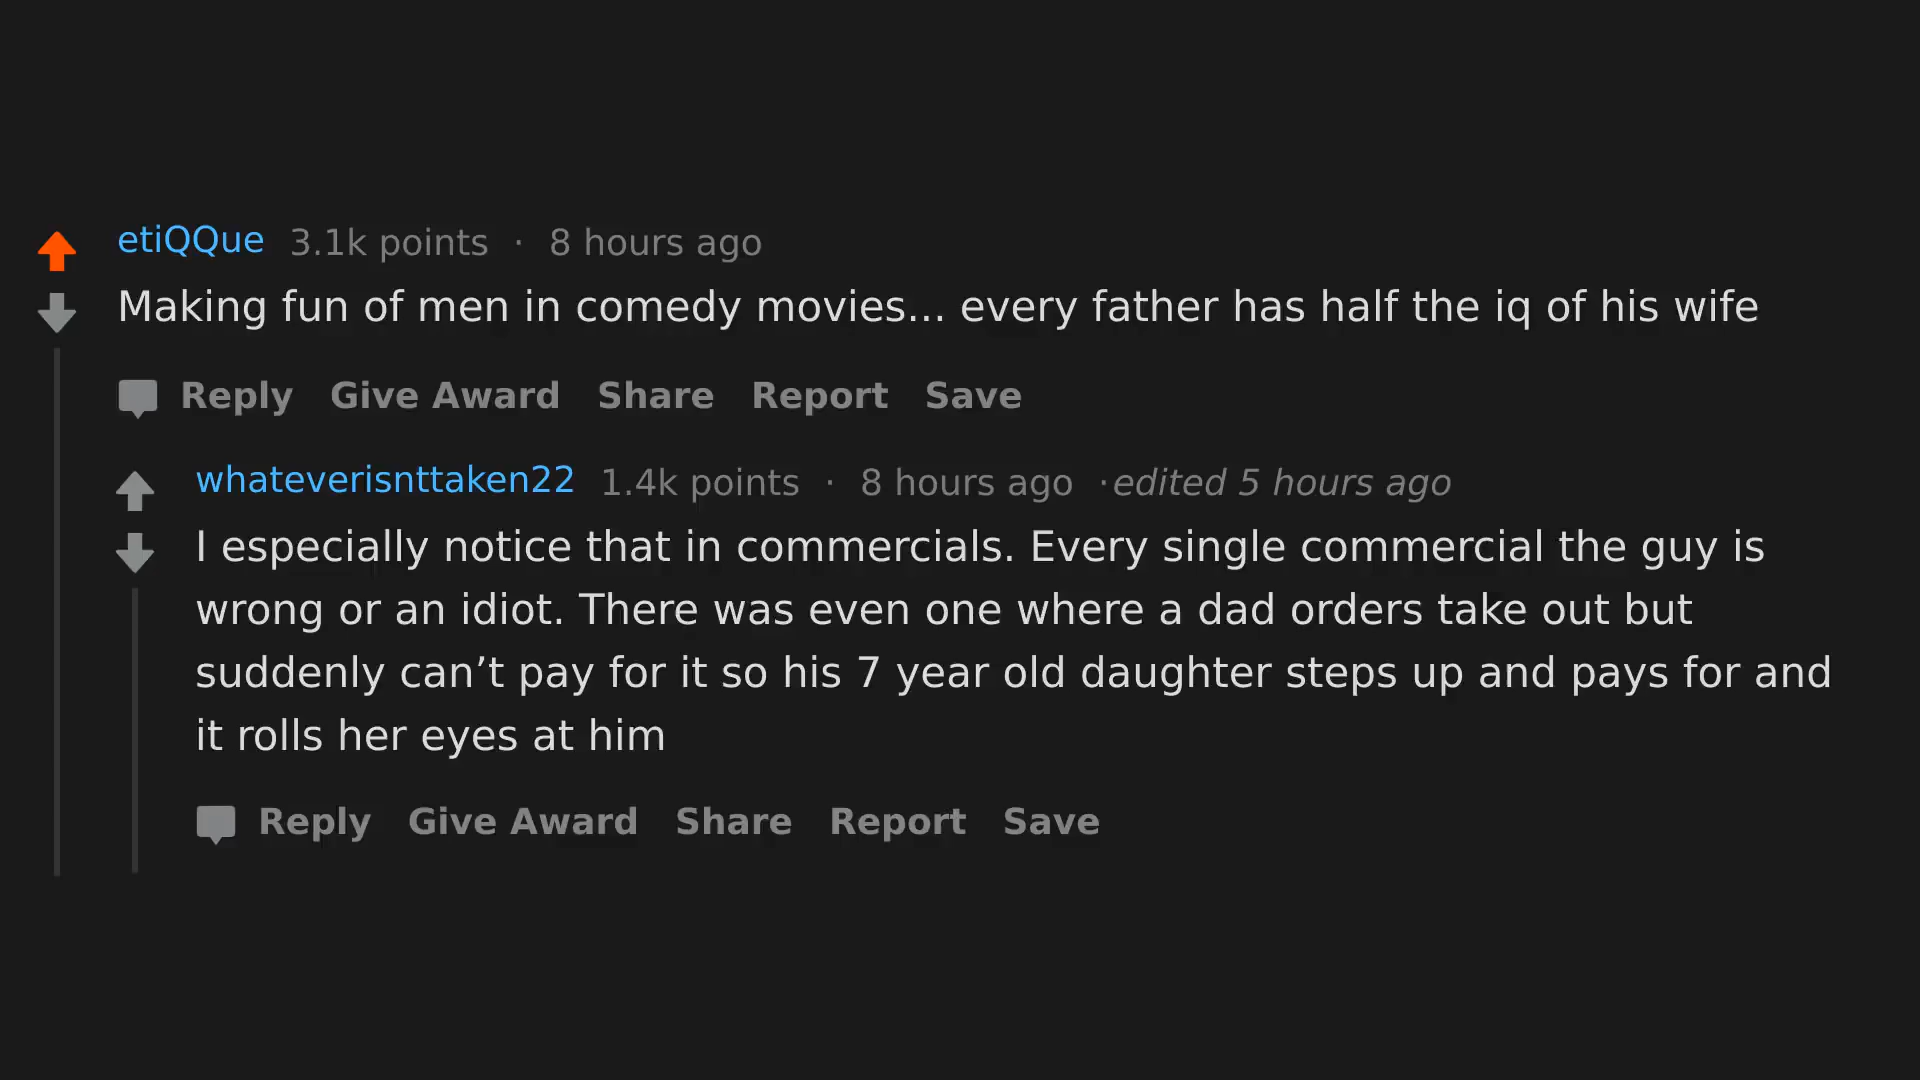 etiQQue 3.1k points · 8 hours ago
Making fun of men in comedy movies... every father has half the iq of his wife
Reply Give Award Share Report Save
whateverisnttaken22 1.4k points · 8 hours ago ·edited 5 hours ago
I especially notice that in commercials. Every single commercial the guy is
wrong or an idiot. There was even one where a dad orders take out but
suddenly can’t pay for it so his 7 year old daughter steps up and pays for and
it rolls her eyes at him
Reply Give Award Share Report Save